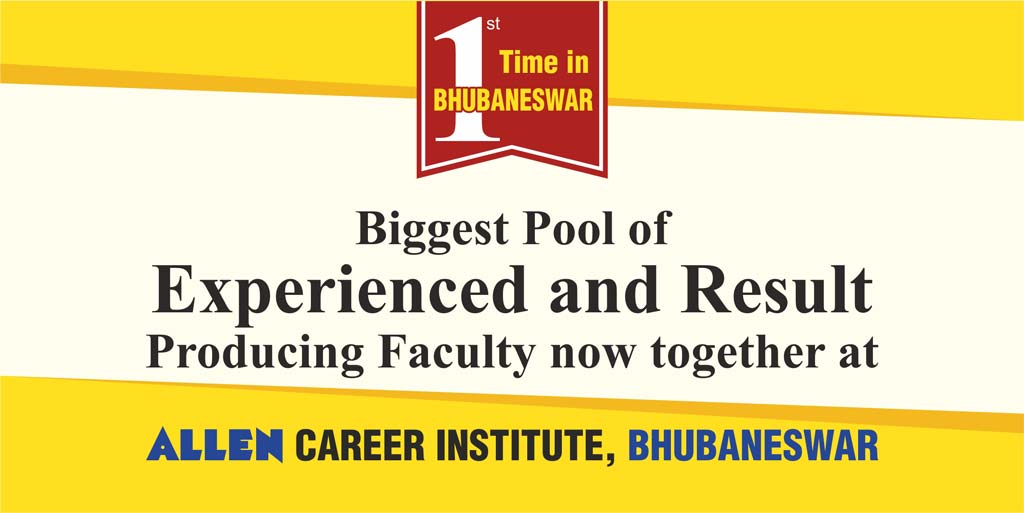 1st
Time in
BHUBANESWAR
Biggest Pool of
Experienced and Result
Producing Faculty now together at
ALLEN CAREER INSTITUTE, BHUBANESWAR